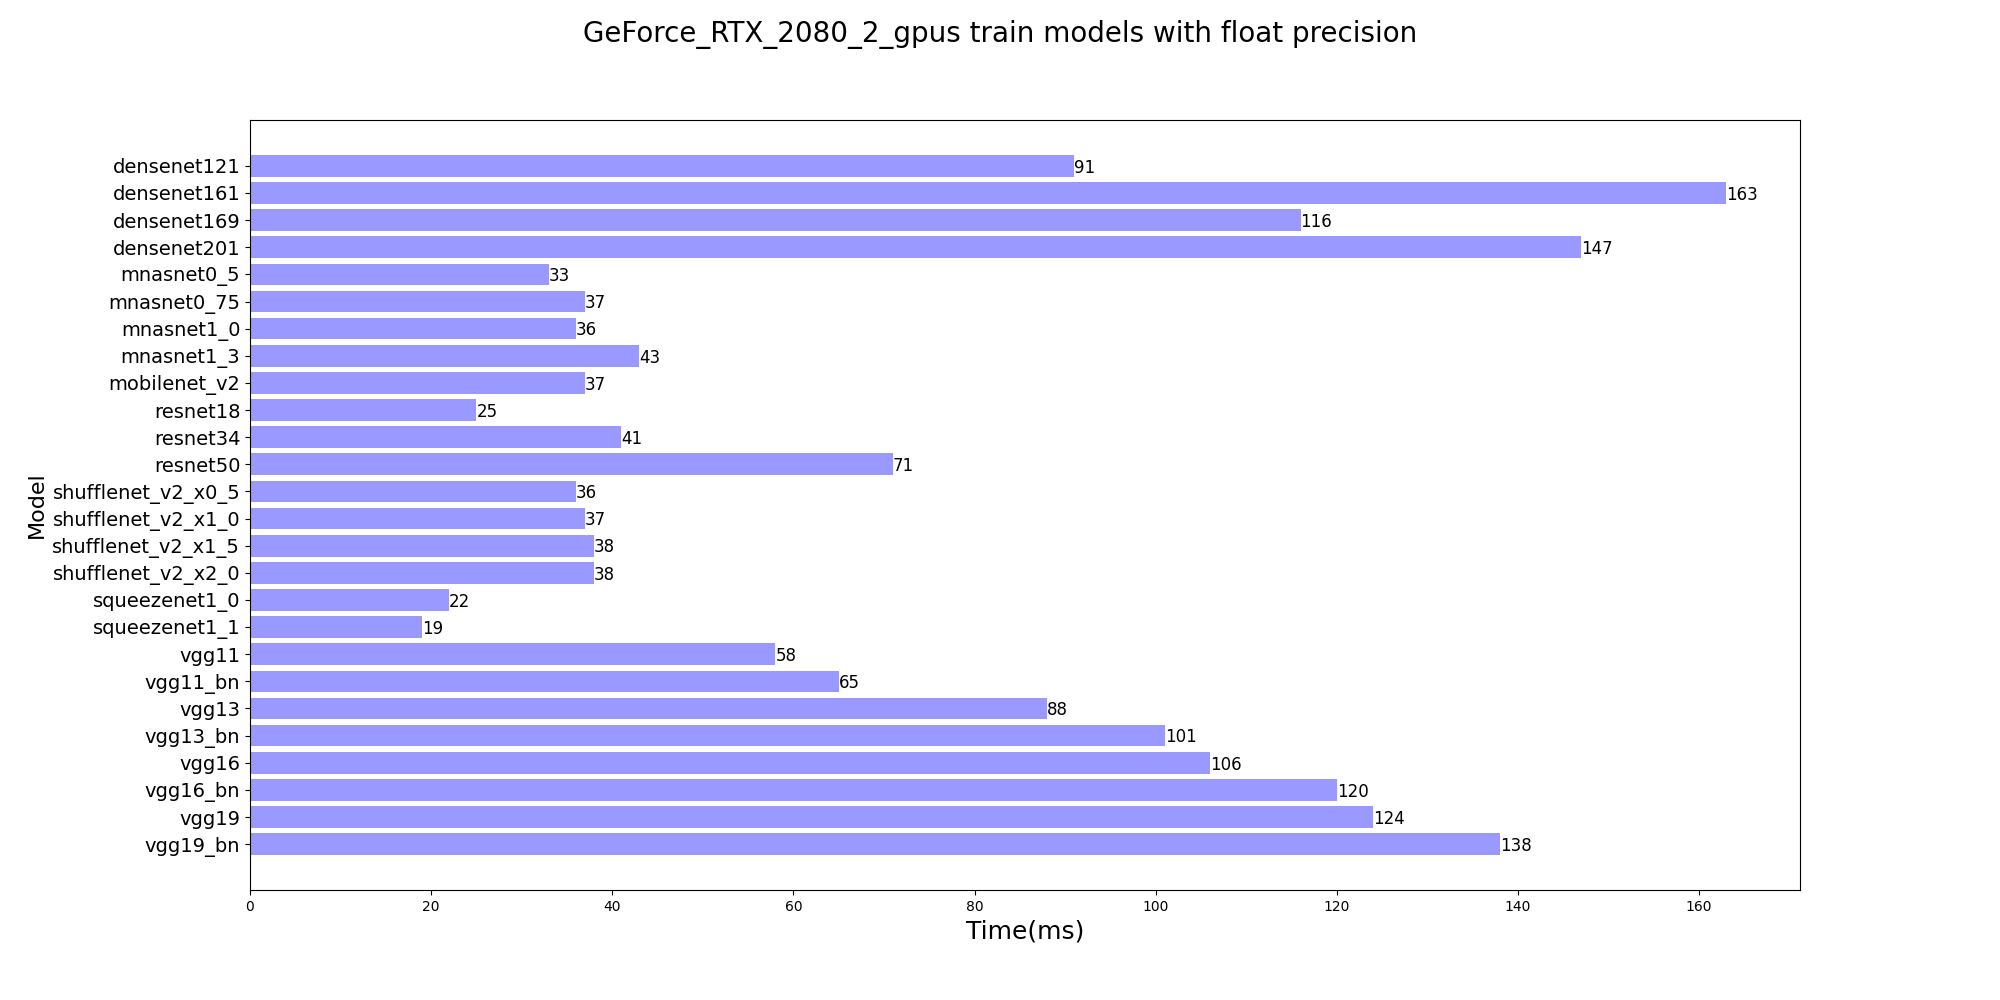 GeForce_RTX_2080_2_gpus train models with float precision
Model
densenet121 91
densenet161 163
densenet169 116
densenet201 147
mnasnet0_5 33
mnasnet0_75 37
mnasnet1_0 36
mnasnet1_3 43
mobilenet_v2 37
resnet18 25
resnet34 41
resnet50 71
shufflenet_v2_x0_5 36
shufflenet_v2_x1_0 37
shufflenet_v2_x1_5 38
shufflenet_v2_x2_0 38
squeezenet1_0 22
squeezenet1_1 19
vgg11 58
vgg11_bn 65
vgg13 88
vgg13_bn 101
vgg16 106
vgg16_bn 120
vgg19 124
vgg19_bn 138
0 20 40 60 80 100 120 140 160
Time(ms)